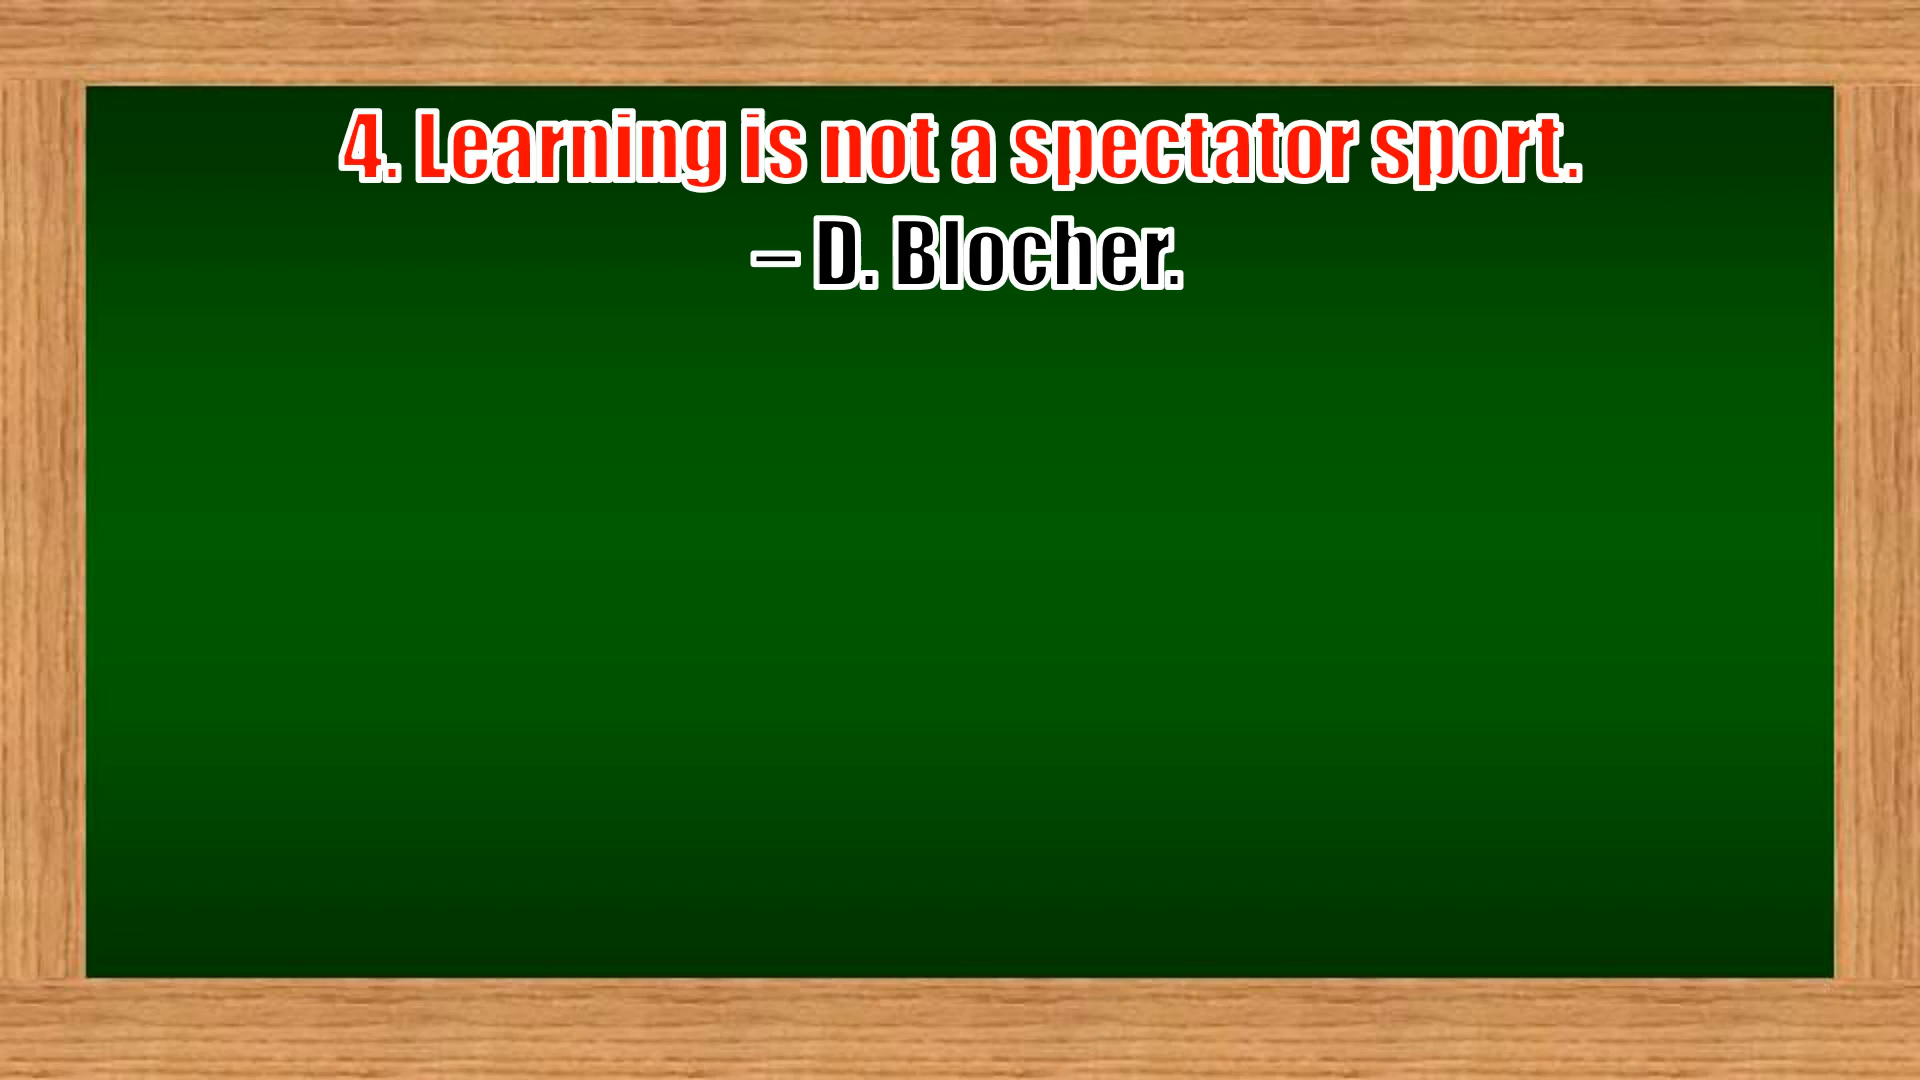 4. Learning is not a spectator sport.
– D. Blocher.